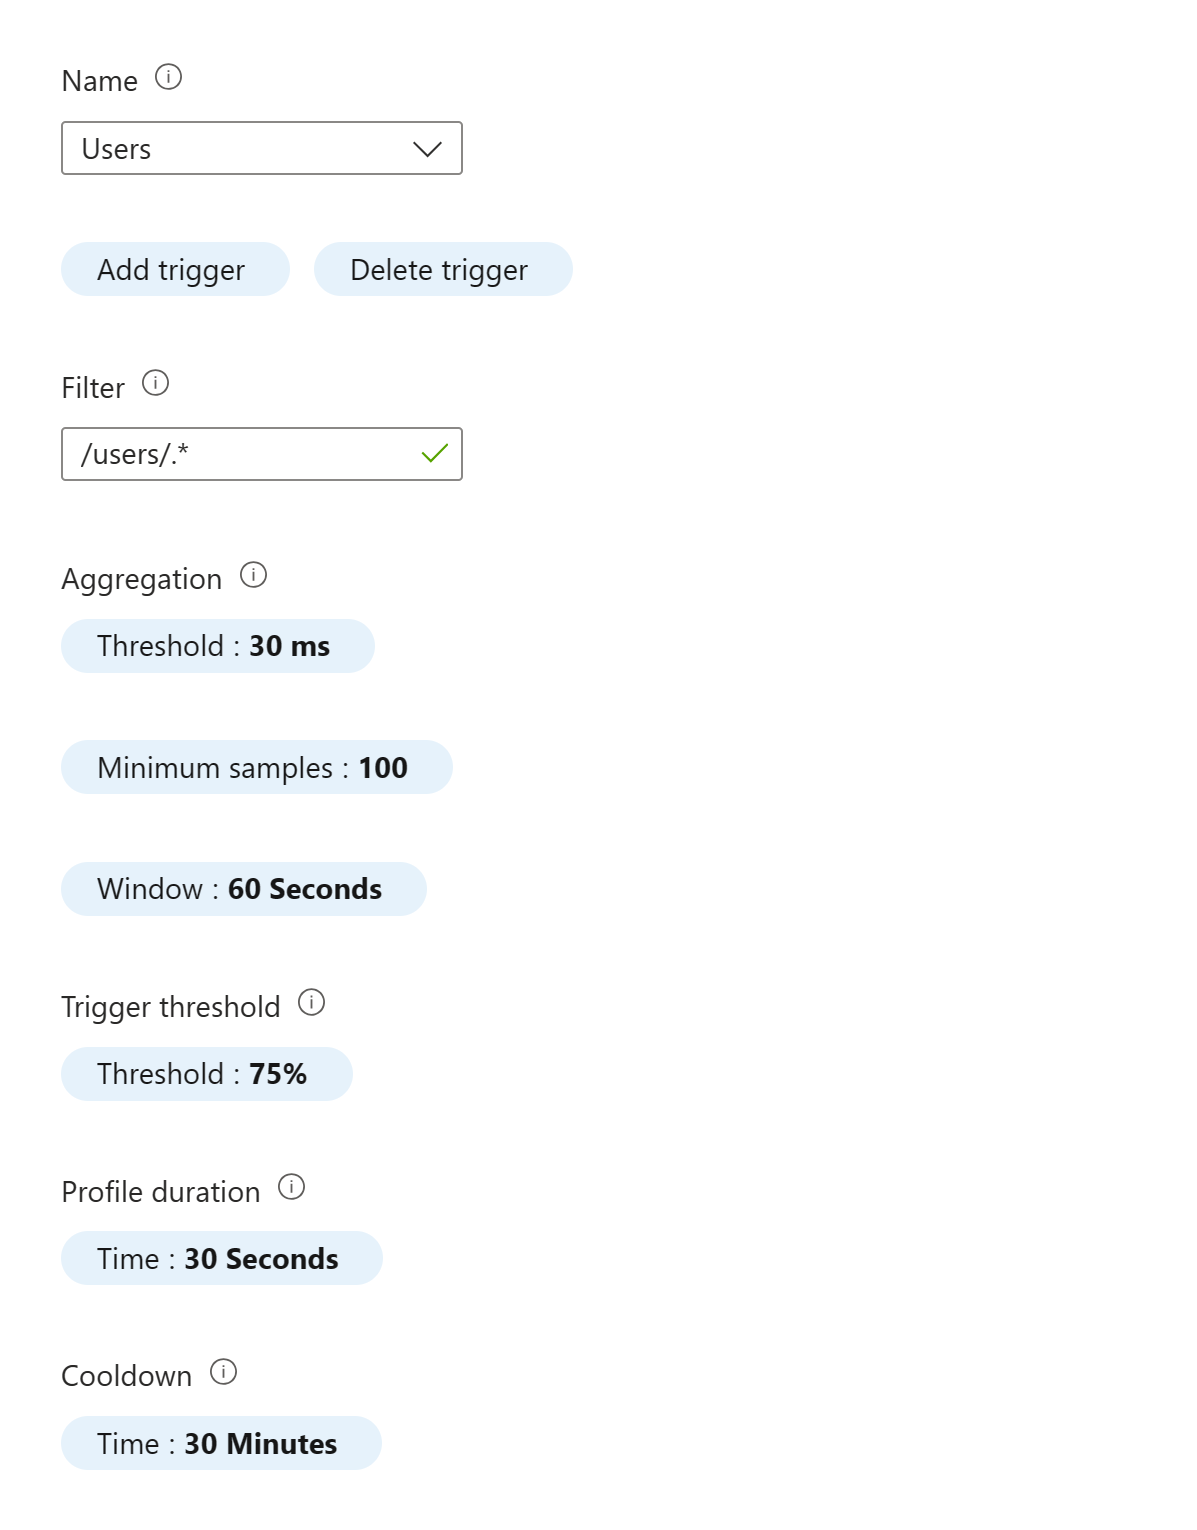 Name
Users
Add trigger Delete trigger
Filter
/users/.*
Aggregation
Threshold : 30 ms
Minimum samples : 100
Window : 60 Seconds
Trigger threshold
Threshold : 75%
Profile duration
Time : 30 Seconds
Cooldown
Time : 30 Minutes